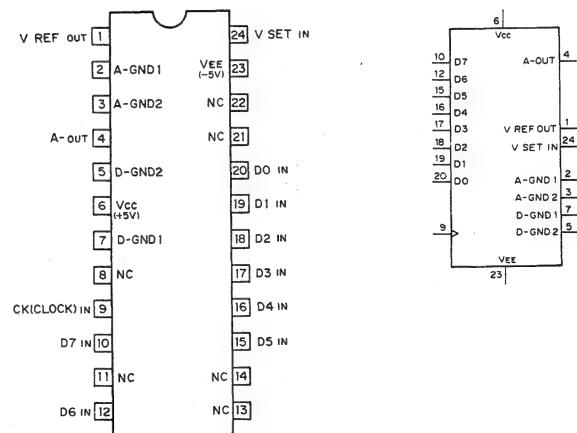 V REF OUT 1
24 V SET IN
2 A-GND1
VEE 23
(-5V)
3 A-GND2
NC 22
A-OUT 4
NC 21
5 D-GND2
20 D0 IN
6 Vcc
(+5V)
19 D1 IN
7 D-GND1
18 D2 IN
8 NC
17 D3 IN
CK(CLOCK) IN 9
16 D4 IN
D7 IN 10
15 D5 IN
11 NC
NC 14
D6 IN 12
NC 13
6
Vcc
10 D7
A-OUT 4
12 D6
15 D5
16 D4
17 D3
V REF OUT 1
18 D2
V SET IN 24
19 D1
20 D0
A-GND 1 2
A-GND 2 3
D-GND 1 7
9
D-GND 2 5
VEE
23